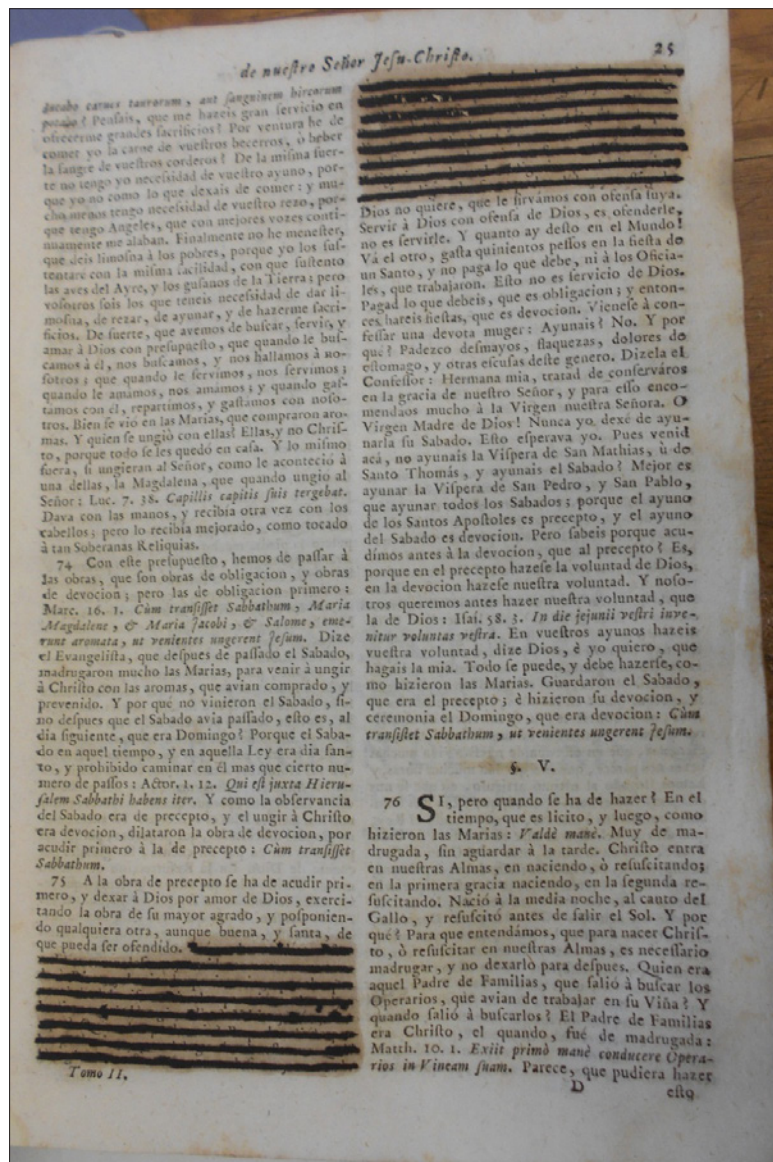 de nuestro Señor Jesu-Christo.
25
ducabo carnes taurorum, aut sanguinem hircorum
potabo? Pensais, que me hazeis gran servicio en
ofrecerme grandes sacrificios? Por ventura he de
comer yo la carne de vuestros becerros, ò beber
la sangre de vuestros corderos? De la misma suer-
te no tengo yo necessidad de vuestro ayuno, por-
que yo no como lo que dexais de comer: y mu-
cho menos tengo necessidad de vuestro rezo, por-
que tengo Angeles, que con mejores vozes conti-
nuamente me alaban. Finalmente no he menester,
que deis limosna à los pobres, porque yo los sus-
tentarè con la misma facilidad, con que sustento
las aves del Ayre, y los gusanos de la Tierra; pero
vosotros sois los que teneis necessidad de dar li-
mosna, de rezar, de ayunar, y de hazerme sacri-
ficios. De suerte, que avemos de buscar, servir, y
amar à Dios con presupuesto, que quando le bus-
camos à èl, nos buscamos, y nos hallamos à no-
sotros; que quando le servimos, nos servimos;
quando le amamos, nos amamos; y quando gas-
tamos con èl, repartimos, y gastamos con noso-
tros. Bien se viò en las Marias, que compraron aro-
mas. Y quien se ungiò con ellas? Ellas, y no Chris-
to, porque todo se les quedò en casa. Y lo mismo
fuera, si ungieran al Señor, como le aconteciò à
una dellas, la Magdalena, que quando ungio al
Señor: Luc. 7. 38. Capillis capitis suis tergebat.
Dava con las manos, y recibia otra vez con los
cabellos; pero lo recibia mejorado, como tocado
à tan Soberanas Reliquias.
74 Con este presupuesto, hemos de passar à
las obras, que son obras de obligacion, y obras
de devocion; pero las de obligacion primero:
Marc. 16. 1. Cùm transisset Sabbathum, Maria
Magdalene, & Maria Jacobi, & Salome, eme-
runt aromata, ut venientes ungerent Jesum. Dize
el Evangelista, que despues de passado el Sabado,
madrugaron mucho las Marias, para venir à ungir
à Christo con las aromas, que avian comprado, y
prevenido. Y por què no vinieron el Sabado, si-
no despues que el Sabado avia passado, esto es, al
dia siguiente, que era Domingo? Porque el Saba-
do en aquel tiempo, y en aquella Ley era dia san-
to, y prohibido caminar en èl mas que cierto nu-
mero de passos: Actor. 1. 12. Qui est juxta Hieru-
salem Sabbathi habens iter. Y como la observancia
del Sabado era de precepto, y el ungir à Christo
era devocion, dilataron la obra de devocion, por
acudir primero à la de precepto: Cùm transisset
Sabbathum.
75 A la obra de precepto se ha de acudir pri-
mero, y dexar à Dios por amor de Dios, exerci-
tando la obra de su mayor agrado, y posponien-
do qualquiera otra, aunque buena, y santa, de
que pueda ser ofendido.
Tomo II.
Dios no quiere, que le sirvamos con ofensa suya.
Servir à Dios con ofensa de Dios, es ofenderle,
no es servirle. Y quanto ay desto en el Mundo!
Và el otro, gasta quinientos pessos en la fiesta de
un Santo, y no paga lo que debe, ni à los Oficia-
les, que trabajaron. Esto no es servicio de Dios.
Pagad lo que debeis, que es obligacion; y enton-
ces hareis fiestas, que es devocion. Vienese à con-
fessar una devota muger: Ayunais? No. Y por
què? Padezco desmayos, flaquezas, dolores de
estomago, y otras escusas deste genero. Dizela el
Confessor: Hermana mia, tratad de conserváros
en la gracia de nuestro Señor, y para esso enco-
mendaos mucho à la Virgen nuestra Señora. O
Virgen Madre de Dios! Nunca yo dexè de ayu-
narla su Sabado. Esto esperava yo. Pues venid
acá, no ayunais la Vispera de San Mathias, ù de
Santo Thomás, y ayunais el Sabado? Mejor es
ayunar la Vispera de San Pedro, y San Pablo,
que ayunar todos los Sabados; porque el ayuno
de los Santos Apostoles es precepto, y el ayuno
del Sabado es devocion. Pero sabeis porque acu-
dimos antes à la devocion, que al precepto? Es,
porque en el precepto hazese la voluntad de Dios,
en la devocion hazese nuestra voluntad. Y noso-
tros queremos antes hazer nuestra voluntad, que
la de Dios: Isai. 58. 3. In die jejunii vestri inve-
nitur voluntas vestra. En vuestros ayunos hazeis
vuestra voluntad, dize Dios, è yo quiero, que
hagais la mia. Todo se puede, y debe hazerse, co-
mo hizieron las Marias. Guardaron el Sabado,
que era el precepto; è hizieron su devocion, y
ceremonia el Domingo, que era devocion: Cùm
transisset Sabbathum, ut venientes ungerent Jesum.
§. V.
76 SI, pero quando se ha de hazer? En el
tiempo, que es licito, y luego, como
hizieron las Marias: Valdè manè. Muy de ma-
drugada, sin aguardar à la tarde. Christo entra
en nuestras Almas, en naciendo, ò resuscitando;
en la primera gracia naciendo, en la segunda re-
suscitando. Naciò à la media noche, al canto del
Gallo, y resuscitò antes de salir el Sol. Y por
què? Para que entendámos, que para nacer Chris-
to, ò resuscitar en nuestras Almas, es necessario
madrugar, y no dexarlo para despues. Quien era
aquel Padre de Familias, que saliò à buscar los
Operarios, que avian de trabajar en su Viña? Y
quando saliò à buscarlos? El Padre de Familias
era Christo, el quando, fuè de madrugada:
Matth. 10. 1. Exiit primò manè conducere Opera-
rios in Vineam suam. Parece, que pudiera hazer
D
esto